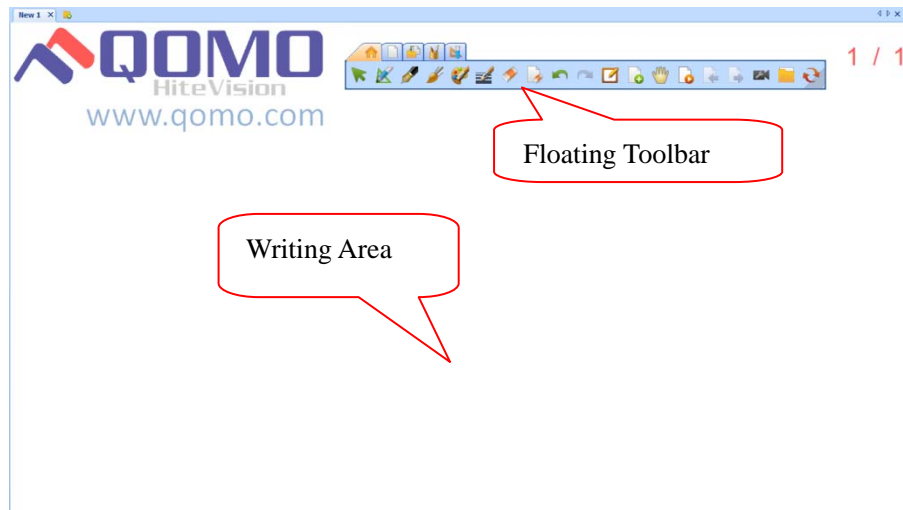 New 1
QOMO
HiteVision
www.qomo.com
1 / 1
Floating Toolbar
Writing Area